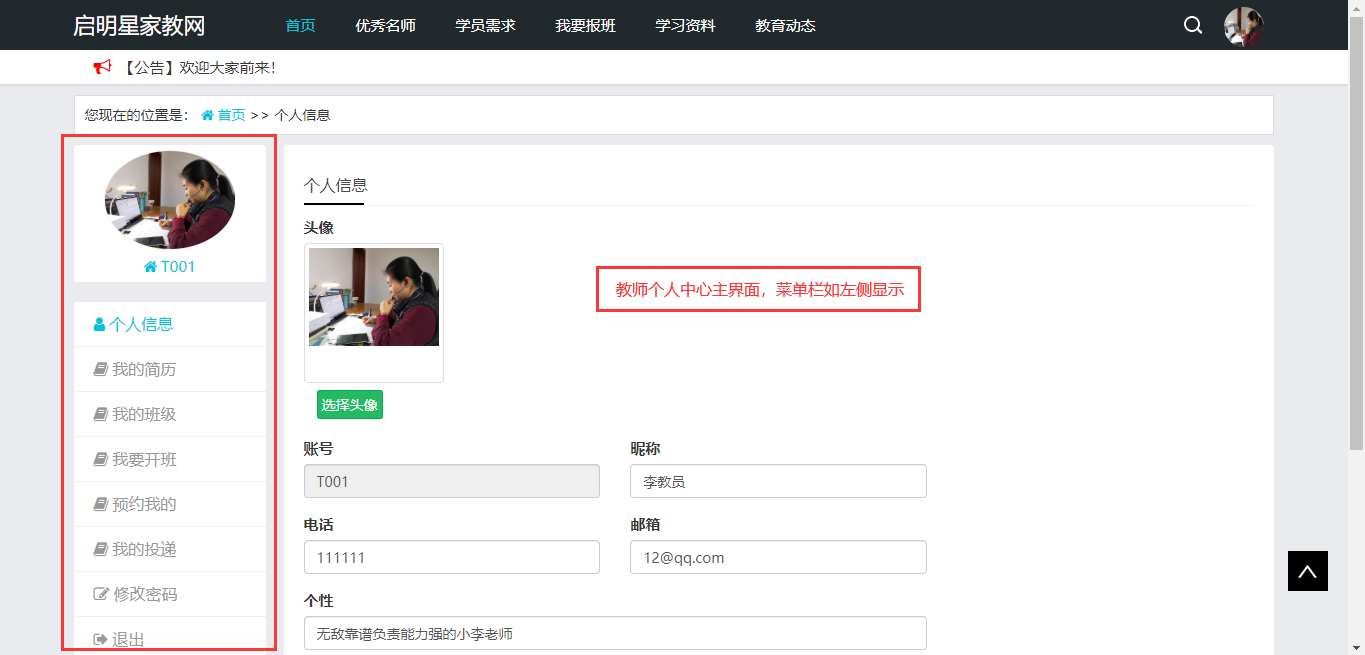 启明星家教网 首页 优秀名师 学员需求 我要报班 学习资料 教育动态
【公告】欢迎大家前来!
您现在的位置是： 首页 >> 个人信息
T001
个人信息
我的简历
我的班级
我要开班
预约我的
我的投递
修改密码
退出
个人信息
头像
教师个人中心主界面，菜单栏如左侧显示
选择头像
账号 昵称
T001 李教员
电话 邮箱
111111 12@qq.com
个性
无敌靠谱负责能力强的小李老师